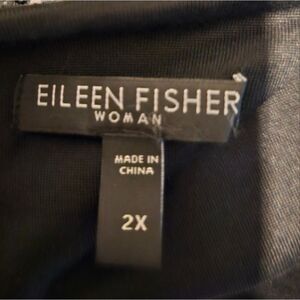 EILEEN FISHER
WOMAN
MADE IN
CHINA
2X